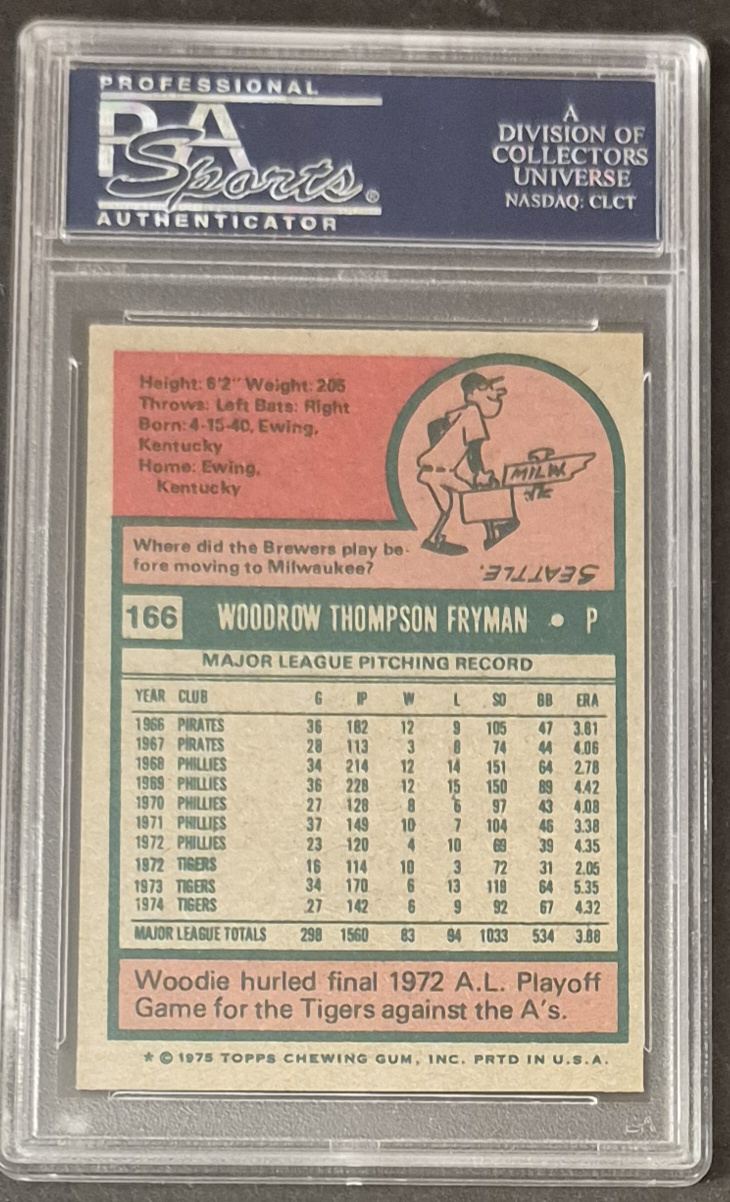 PROFESSIONAL
PSA
Sports®
AUTHENTICATOR
A
DIVISION OF
COLLECTORS
UNIVERSE
NASDAQ: CLCT
Height: 6'2" Weight: 205
Throws: Left Bats: Right
Born: 4-15-40, Ewing,
Kentucky
Home: Ewing,
Kentucky
MILW.
Where did the Brewers play be-
fore moving to Milwaukee?
SEATTLE.
166 WOODROW THOMPSON FRYMAN • P
MAJOR LEAGUE PITCHING RECORD
YEAR CLUB G IP W L SO BB ERA
1966 PIRATES 36 182 12 9 105 47 3.81
1967 PIRATES 28 113 3 8 74 44 4.06
1968 PHILLIES 34 214 12 14 151 64 2.78
1969 PHILLIES 36 228 12 15 150 89 4.42
1970 PHILLIES 27 128 8 6 97 43 4.08
1971 PHILLIES 37 149 10 7 104 46 3.38
1972 PHILLIES 23 120 4 10 69 39 4.35
1972 TIGERS 16 114 10 3 72 31 2.05
1973 TIGERS 34 170 6 13 119 64 5.35
1974 TIGERS 27 142 6 9 92 67 4.32
MAJOR LEAGUE TOTALS 298 1560 83 94 1033 534 3.88
Woodie hurled final 1972 A.L. Playoff
Game for the Tigers against the A's.
* © 1975 TOPPS CHEWING GUM, INC. PRTD IN U.S.A.